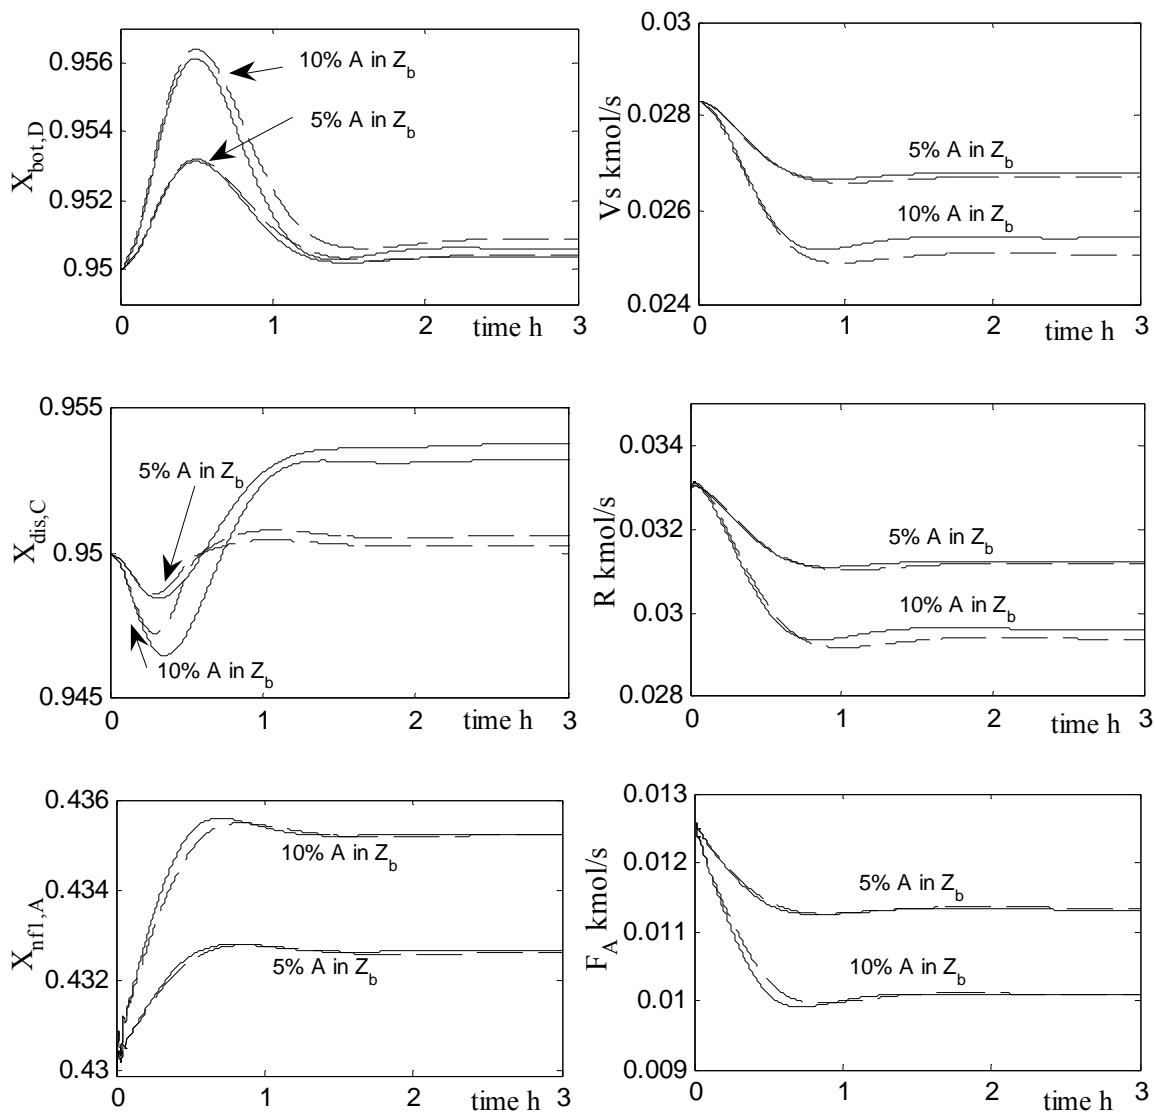 X_bot,D
0.956
0.954
0.952
0.95
10% A in Z_b
5% A in Z_b
0 1 2 3
time h
Vs kmol/s
0.03
0.028
0.026
0.024
5% A in Z_b
10% A in Z_b
0 1 2 3
time h
X_dis,C
0.955
0.95
0.945
5% A in Z_b
10% A in Z_b
0 1 2 3
time h
R kmol/s
0.034
0.032
0.03
0.028
5% A in Z_b
10% A in Z_b
0 1 2 3
time h
X_nf1,A
0.436
0.434
0.432
0.43
10% A in Z_b
5% A in Z_b
0 1 2 3
time h
F_A kmol/s
0.013
0.012
0.011
0.01
0.009
5% A in Z_b
10% A in Z_b
0 1 2 3
time h